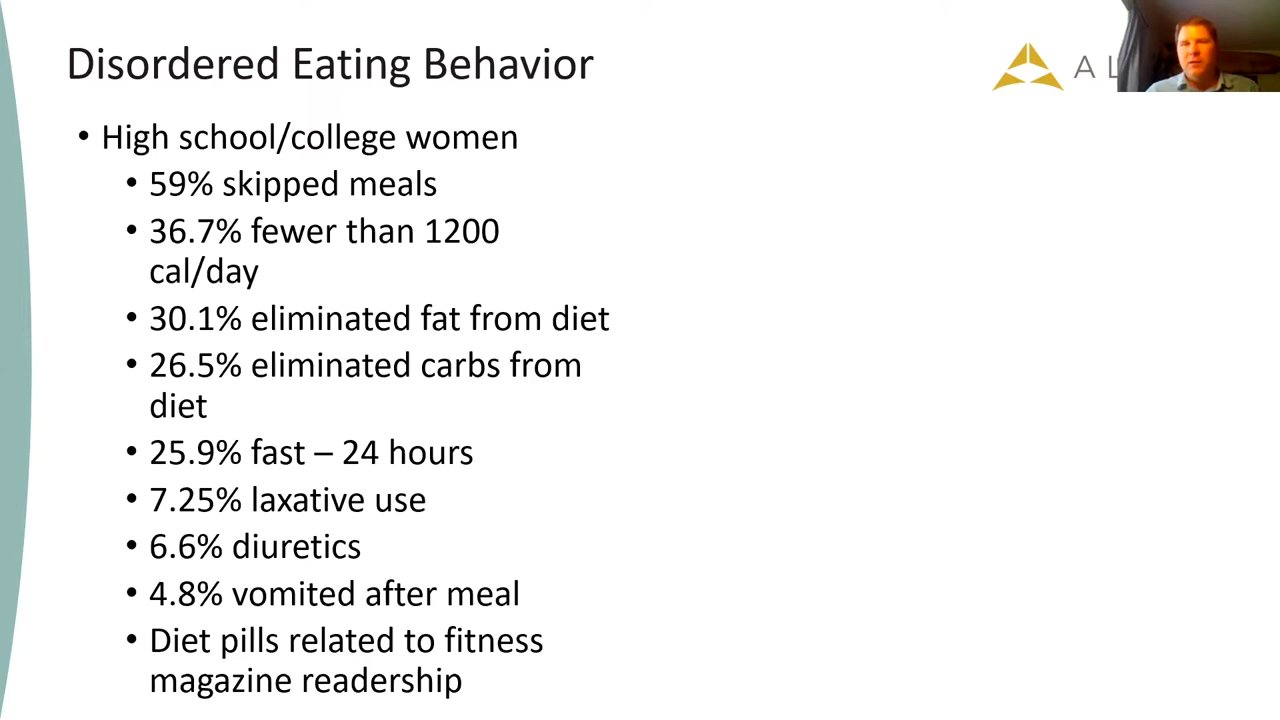 Disordered Eating Behavior
A L
• High school/college women
• 59% skipped meals
• 36.7% fewer than 1200
cal/day
• 30.1% eliminated fat from diet
• 26.5% eliminated carbs from
diet
• 25.9% fast – 24 hours
• 7.25% laxative use
• 6.6% diuretics
• 4.8% vomited after meal
• Diet pills related to fitness
magazine readership